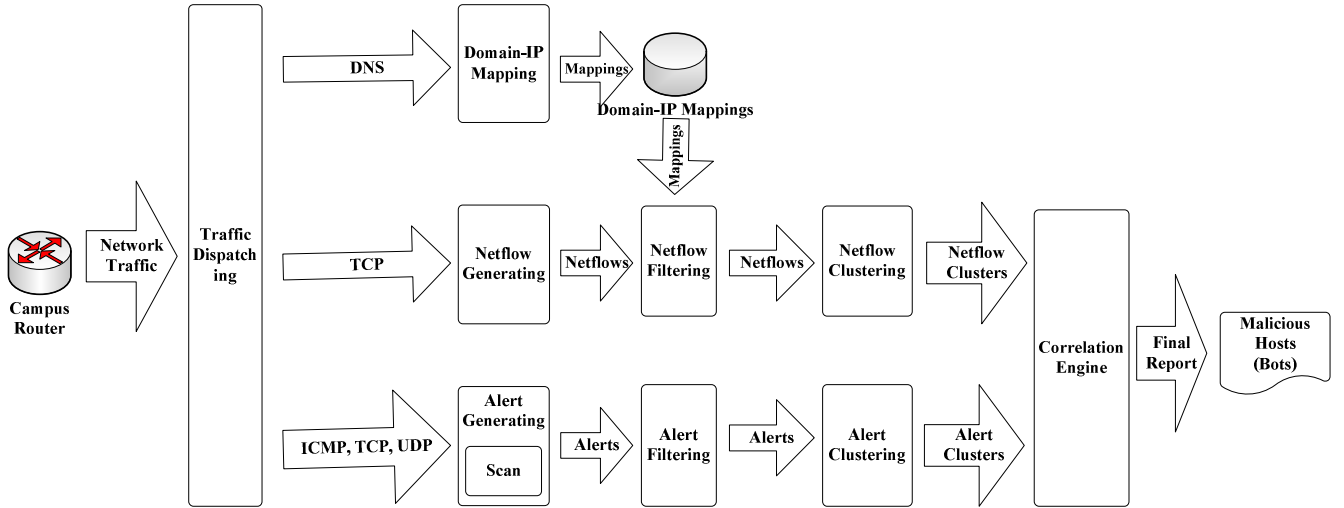 Campus
Router
Network
Traffic
Traffic
Dispatch
ing
DNS
Domain-IP
Mapping
Mappings
Domain-IP Mappings
Mappings
TCP
Netflow
Generating
Netflows
Netflow
Filtering
Netflows
Netflow
Clustering
Netflow
Clusters
ICMP, TCP, UDP
Alert
Generating
Scan
Alerts
Alert
Filtering
Alerts
Alert
Clustering
Alert
Clusters
Correlation
Engine
Final
Report
Malicious
Hosts
(Bots)